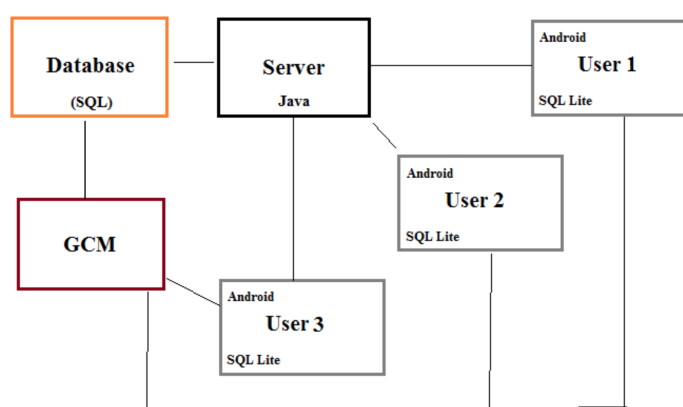 Database
(SQL)
Server
Java
Android
User 1
SQL Lite
Android
User 2
SQL Lite
GCM
Android
User 3
SQL Lite